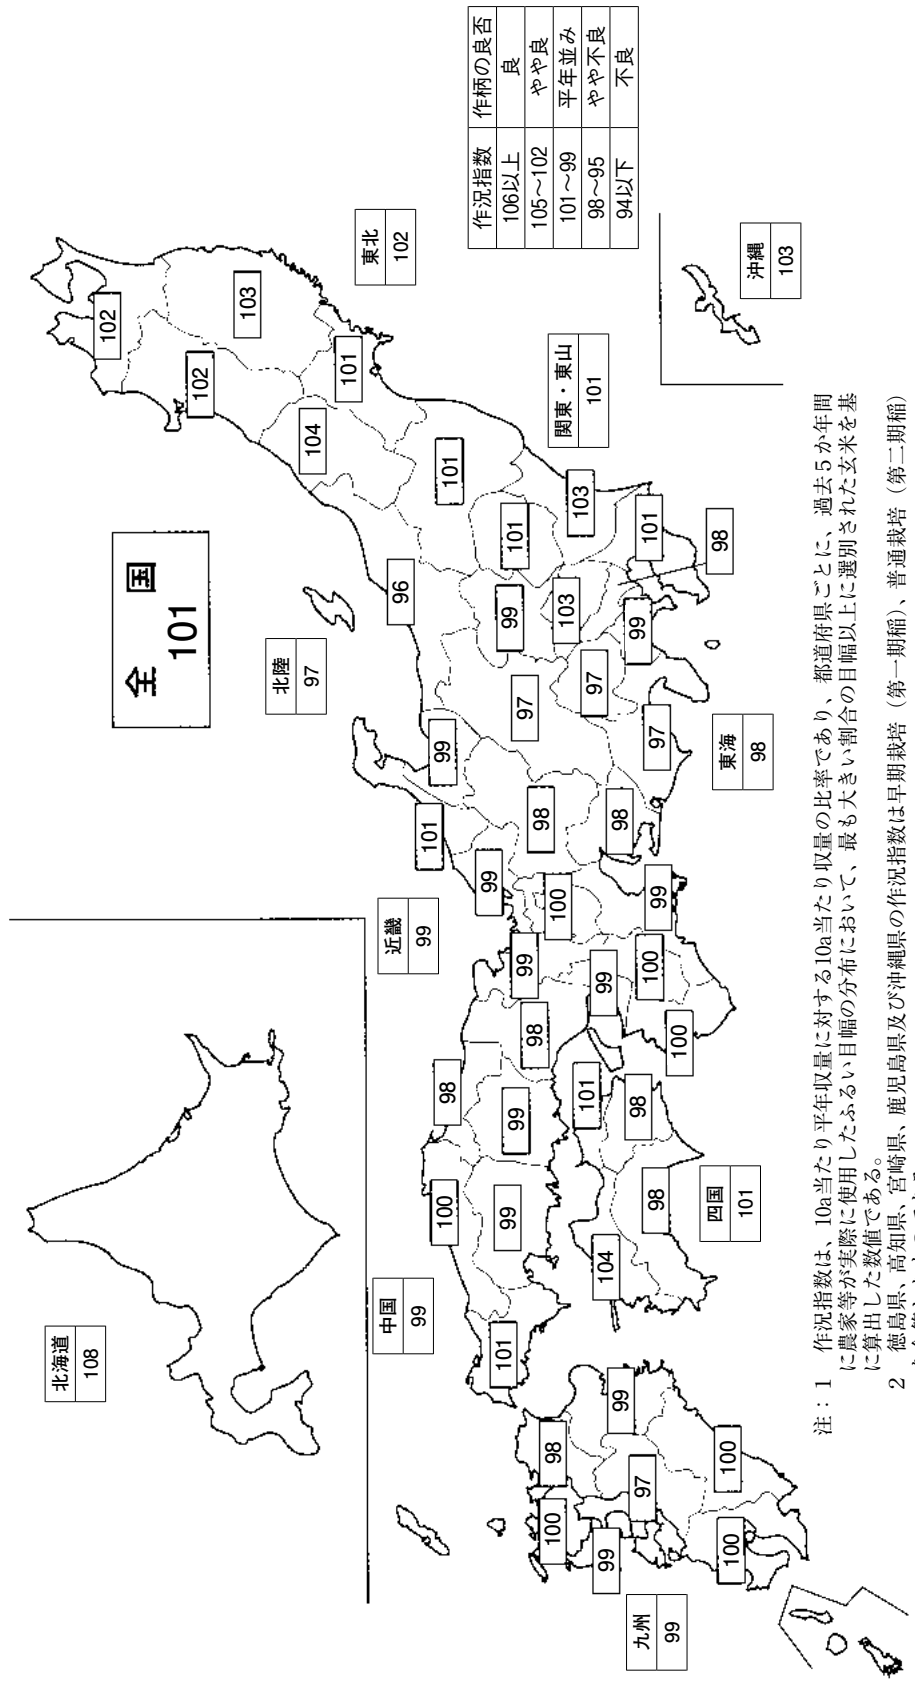 全 国
101
北海道
108
東北
102
102
103
102
101
104
101
北陸
97
96
99
101
99
関東・東山
101
103
101
99
103
101
98
99
97
97
東海
98
97
98
98
99
近畿
99
100
99
98
99
100
100
中国
99
98
99
100
99
101
四国
101
101
98
98
104
九州
99
98
100
99
97
99
100
100
沖縄
103
作況指数 作柄の良否
106以上 良
105～102 やや良
101～99 平年並み
98～95 やや不良
94以下 不良
注：1 作況指数は、10a当たり平年収量に対する10a当たり収量の比率であり、都道府県ごとに、過去５か年間
に農家等が実際に使用したふるい目幅の分布において、最も大きい割合の目幅以上に選別された玄米を基
に算出した数値である。
2 徳島県、高知県、宮崎県、鹿児島県及び沖縄県の作況指数は早期栽培（第一期稲）、普通栽培（第二期稲）